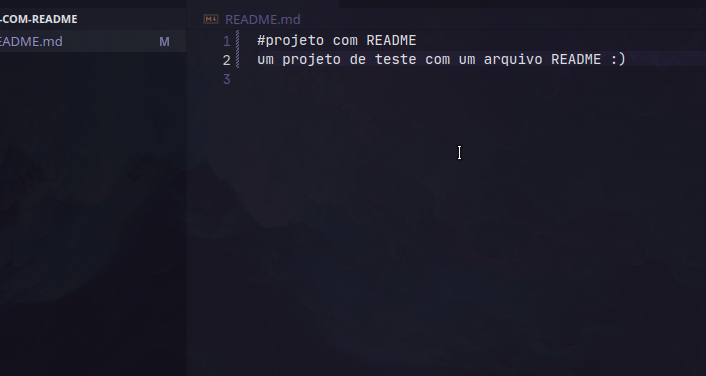 -COM-README
README.md
EADME.md M
1 #projeto com README
2 um projeto de teste com um arquivo README :)
3